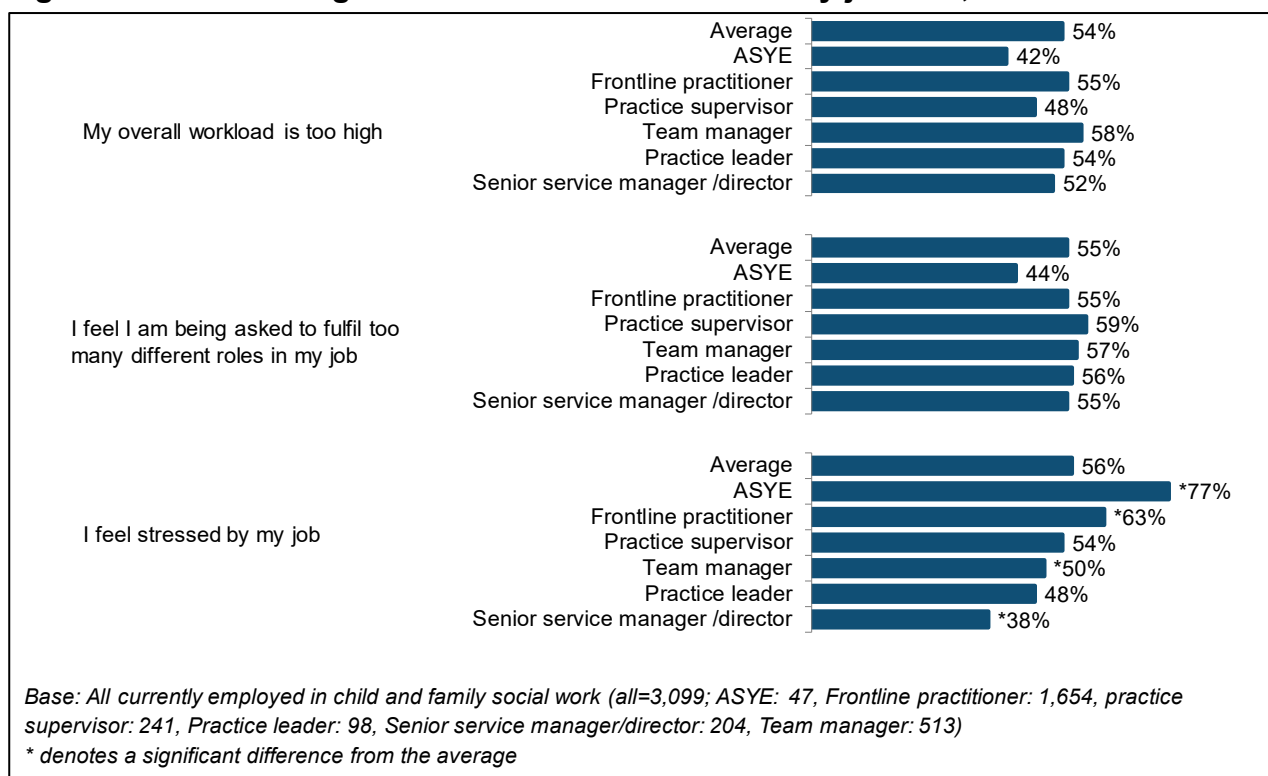 Average 54%
ASYE 42%
Frontline practitioner 55%
Practice supervisor 48%
My overall workload is too high
Team manager 58%
Practice leader 54%
Senior service manager /director 52%
Average 55%
ASYE 44%
Frontline practitioner 55%
I feel I am being asked to fulfil too
many different roles in my job
Practice supervisor 59%
Team manager 57%
Practice leader 56%
Senior service manager /director 55%
Average 56%
ASYE *77%
Frontline practitioner *63%
I feel stressed by my job
Practice supervisor 54%
Team manager *50%
Practice leader 48%
Senior service manager /director *38%
Base: All currently employed in child and family social work (all=3,099; ASYE: 47, Frontline practitioner: 1,654, practice
supervisor: 241, Practice leader: 98, Senior service manager/director: 204, Team manager: 513)
* denotes a significant difference from the average